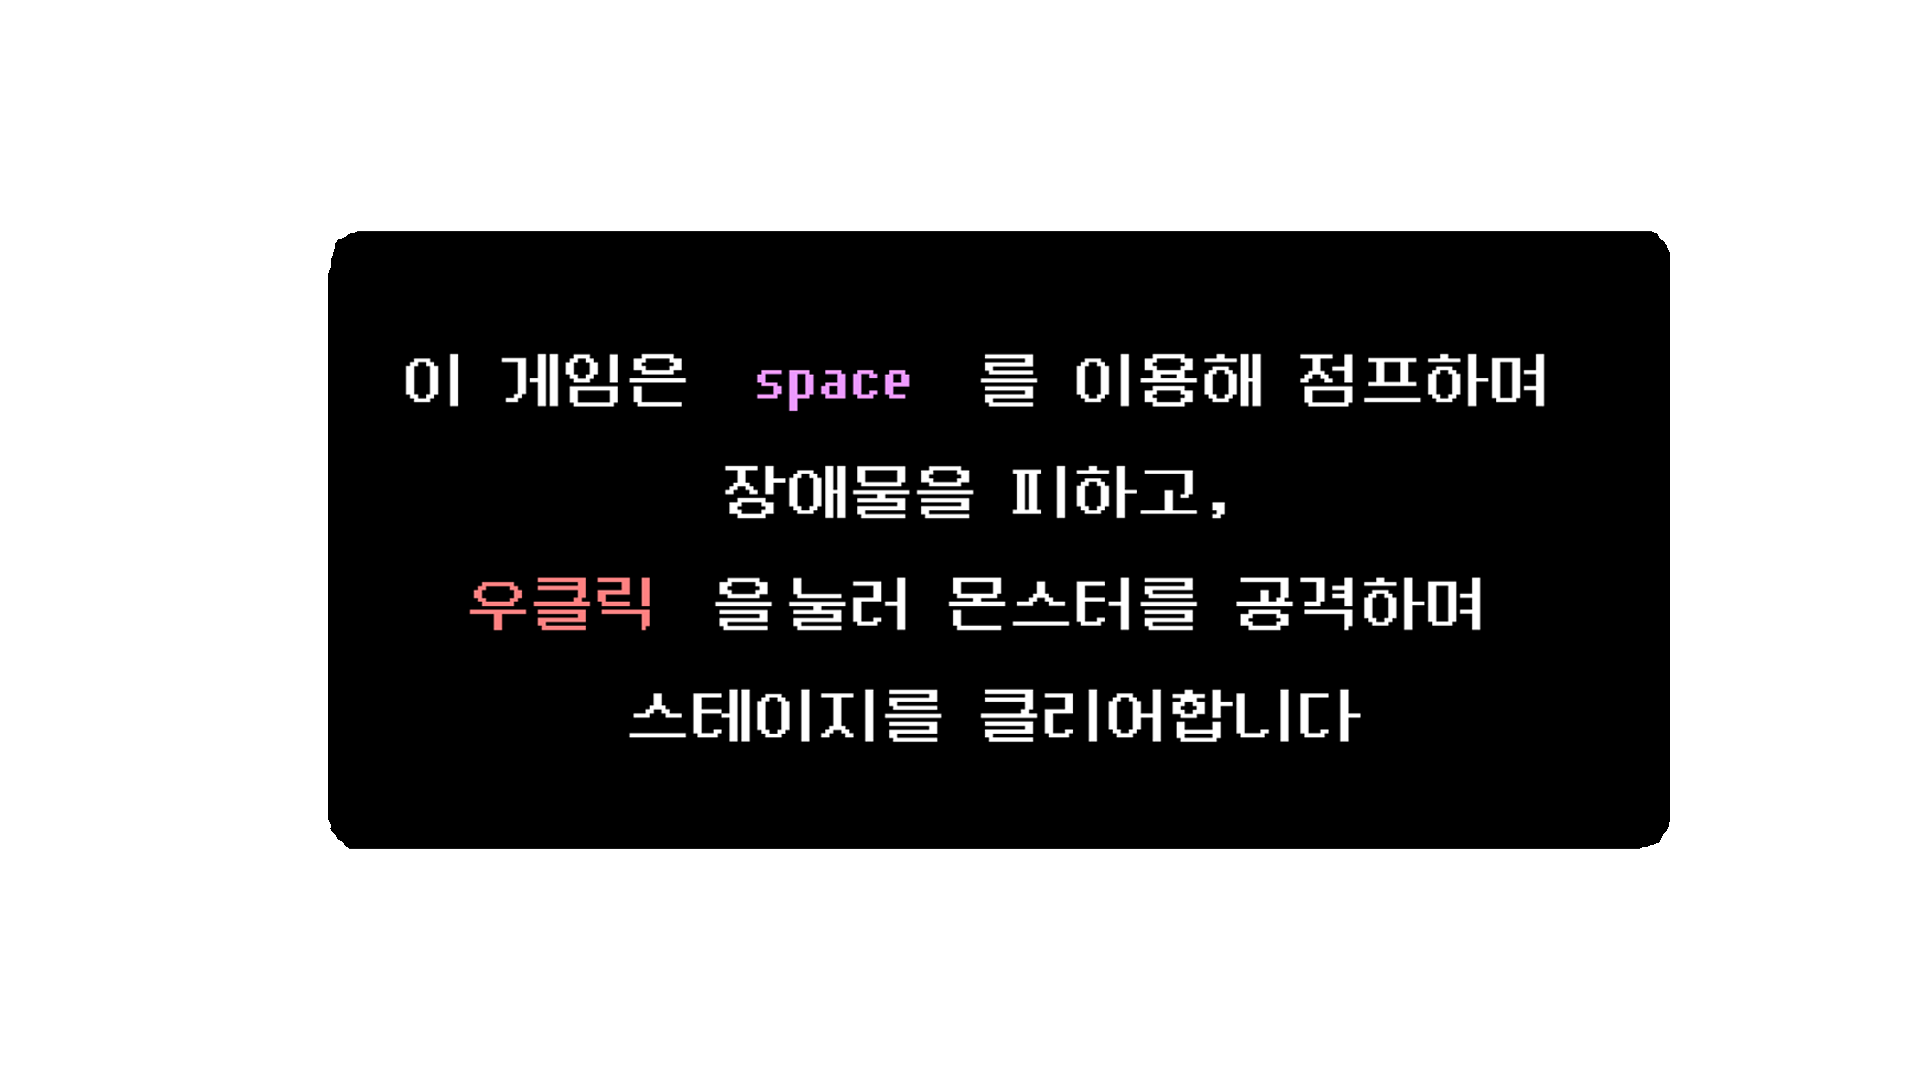 이 게임은 space 를 이용해 점프하며
장애물을 피하고,
우클릭 을 눌러 몬스터를 공격하며
스테이지를 클리어합니다